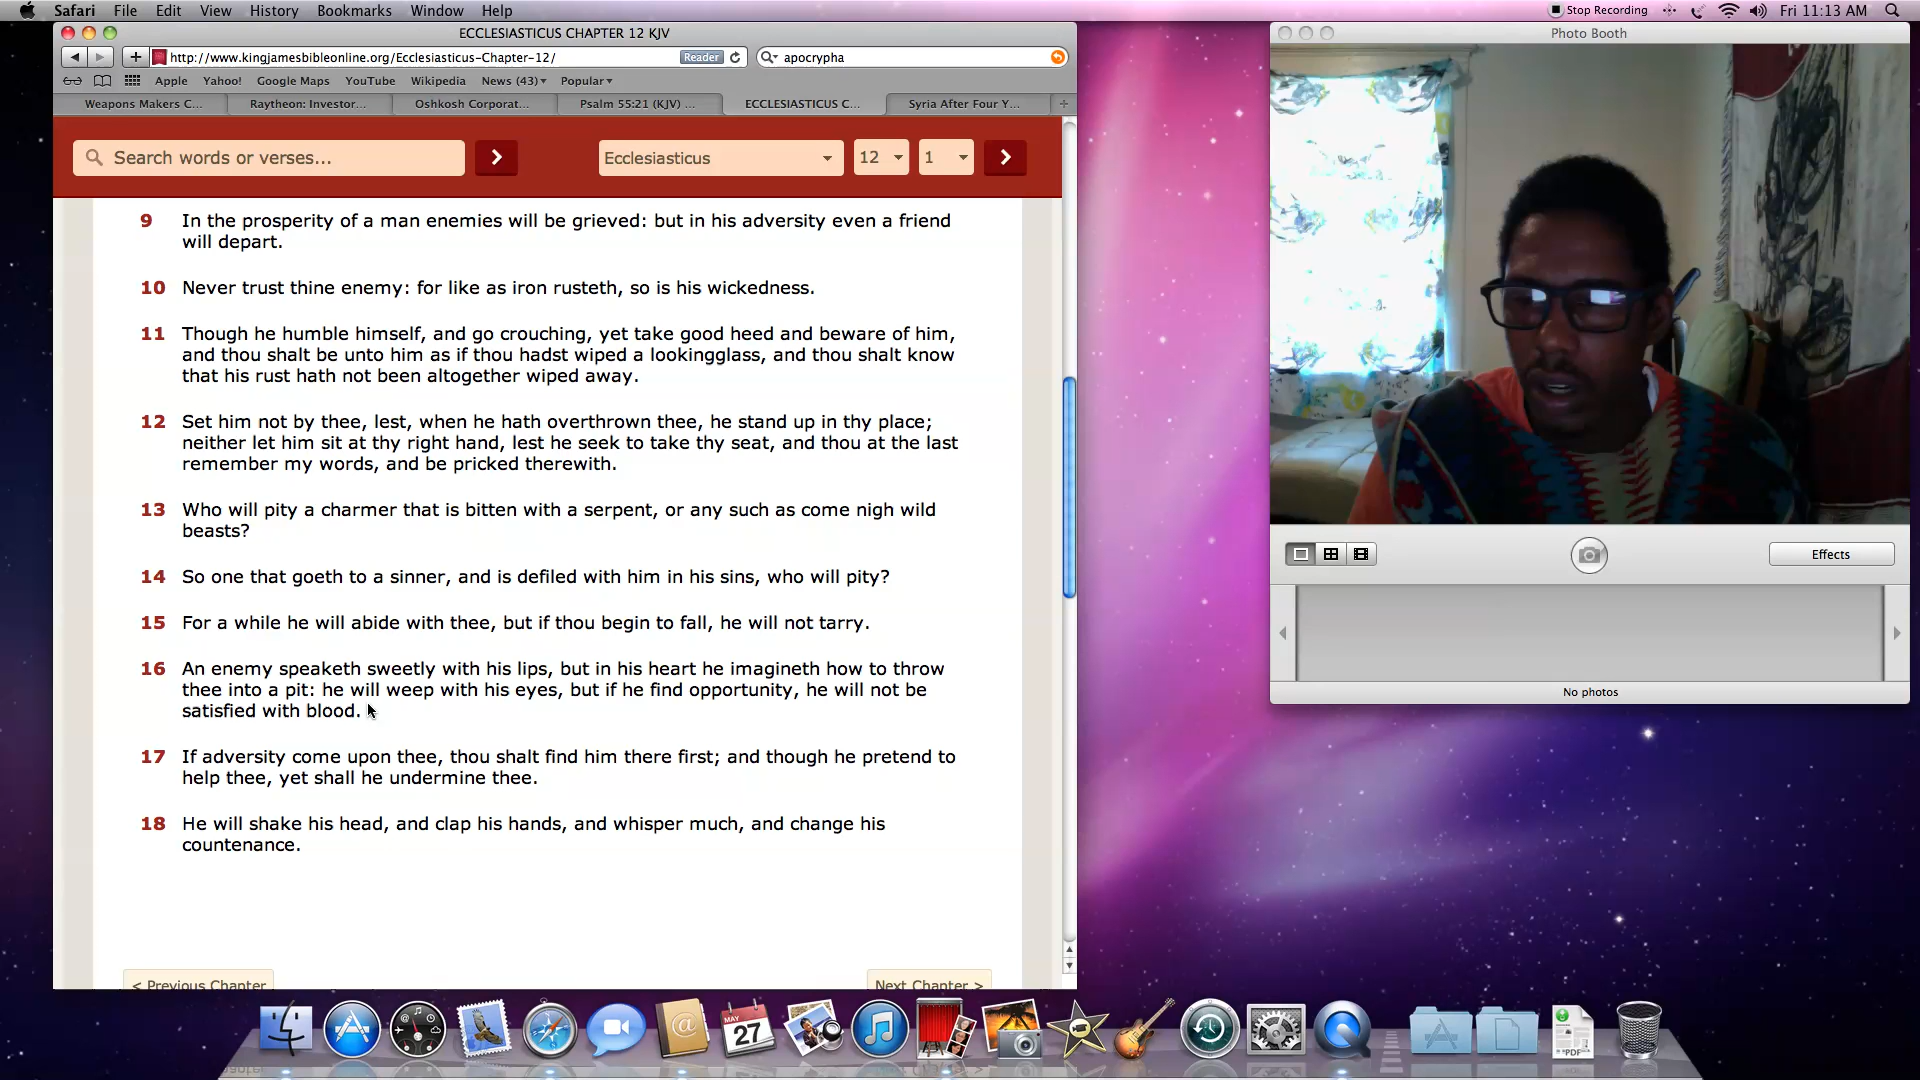 Safari File Edit View History Bookmarks Window Help
Stop Recording Fri 11:13 AM
ECCLESIASTICUS CHAPTER 12 KJV
http://www.kingjamesbibleonline.org/Ecclesiasticus-Chapter-12/ Reader apocrypha
Apple Yahoo! Google Maps YouTube Wikipedia News (43) Popular
Weapons Makers C... Raytheon: Investor... Oshkosh Corporat... Psalm 55:21 (KJV) ... ECCLESIASTICUS C... Syria After Four Y...
Search words or verses... Ecclesiasticus 12 1
9 In the prosperity of a man enemies will be grieved: but in his adversity even a friend
will depart.
10 Never trust thine enemy: for like as iron rusteth, so is his wickedness.
11 Though he humble himself, and go crouching, yet take good heed and beware of him,
and thou shalt be unto him as if thou hadst wiped a lookingglass, and thou shalt know
that his rust hath not been altogether wiped away.
12 Set him not by thee, lest, when he hath overthrown thee, he stand up in thy place;
neither let him sit at thy right hand, lest he seek to take thy seat, and thou at the last
remember my words, and be pricked therewith.
13 Who will pity a charmer that is bitten with a serpent, or any such as come nigh wild
beasts?
14 So one that goeth to a sinner, and is defiled with him in his sins, who will pity?
15 For a while he will abide with thee, but if thou begin to fall, he will not tarry.
16 An enemy speaketh sweetly with his lips, but in his heart he imagineth how to throw
thee into a pit: he will weep with his eyes, but if he find opportunity, he will not be
satisfied with blood.
17 If adversity come upon thee, thou shalt find him there first; and though he pretend to
help thee, yet shall he undermine thee.
18 He will shake his head, and clap his hands, and whisper much, and change his
countenance.
< Previous Chapter Next Chapter >
Photo Booth
Effects
No photos
MAY
27
PDF